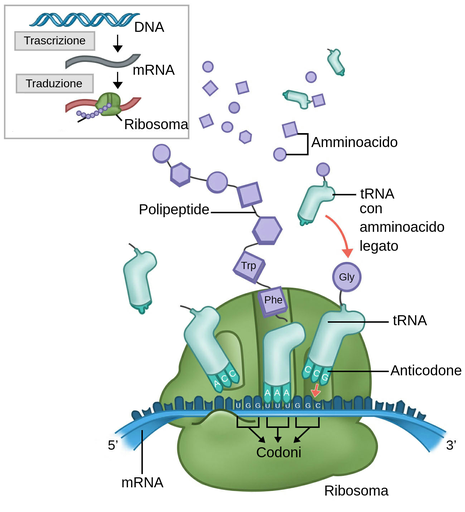 DNA
Trascrizione
mRNA
Traduzione
Ribosoma
Amminoacido
tRNA
con
amminoacido
legato
Polipeptide
Trp
Gly
Phe
tRNA
Anticodone
A C C
A A A
C C G
U G G U U U G G C
5'
3'
Codoni
mRNA
Ribosoma